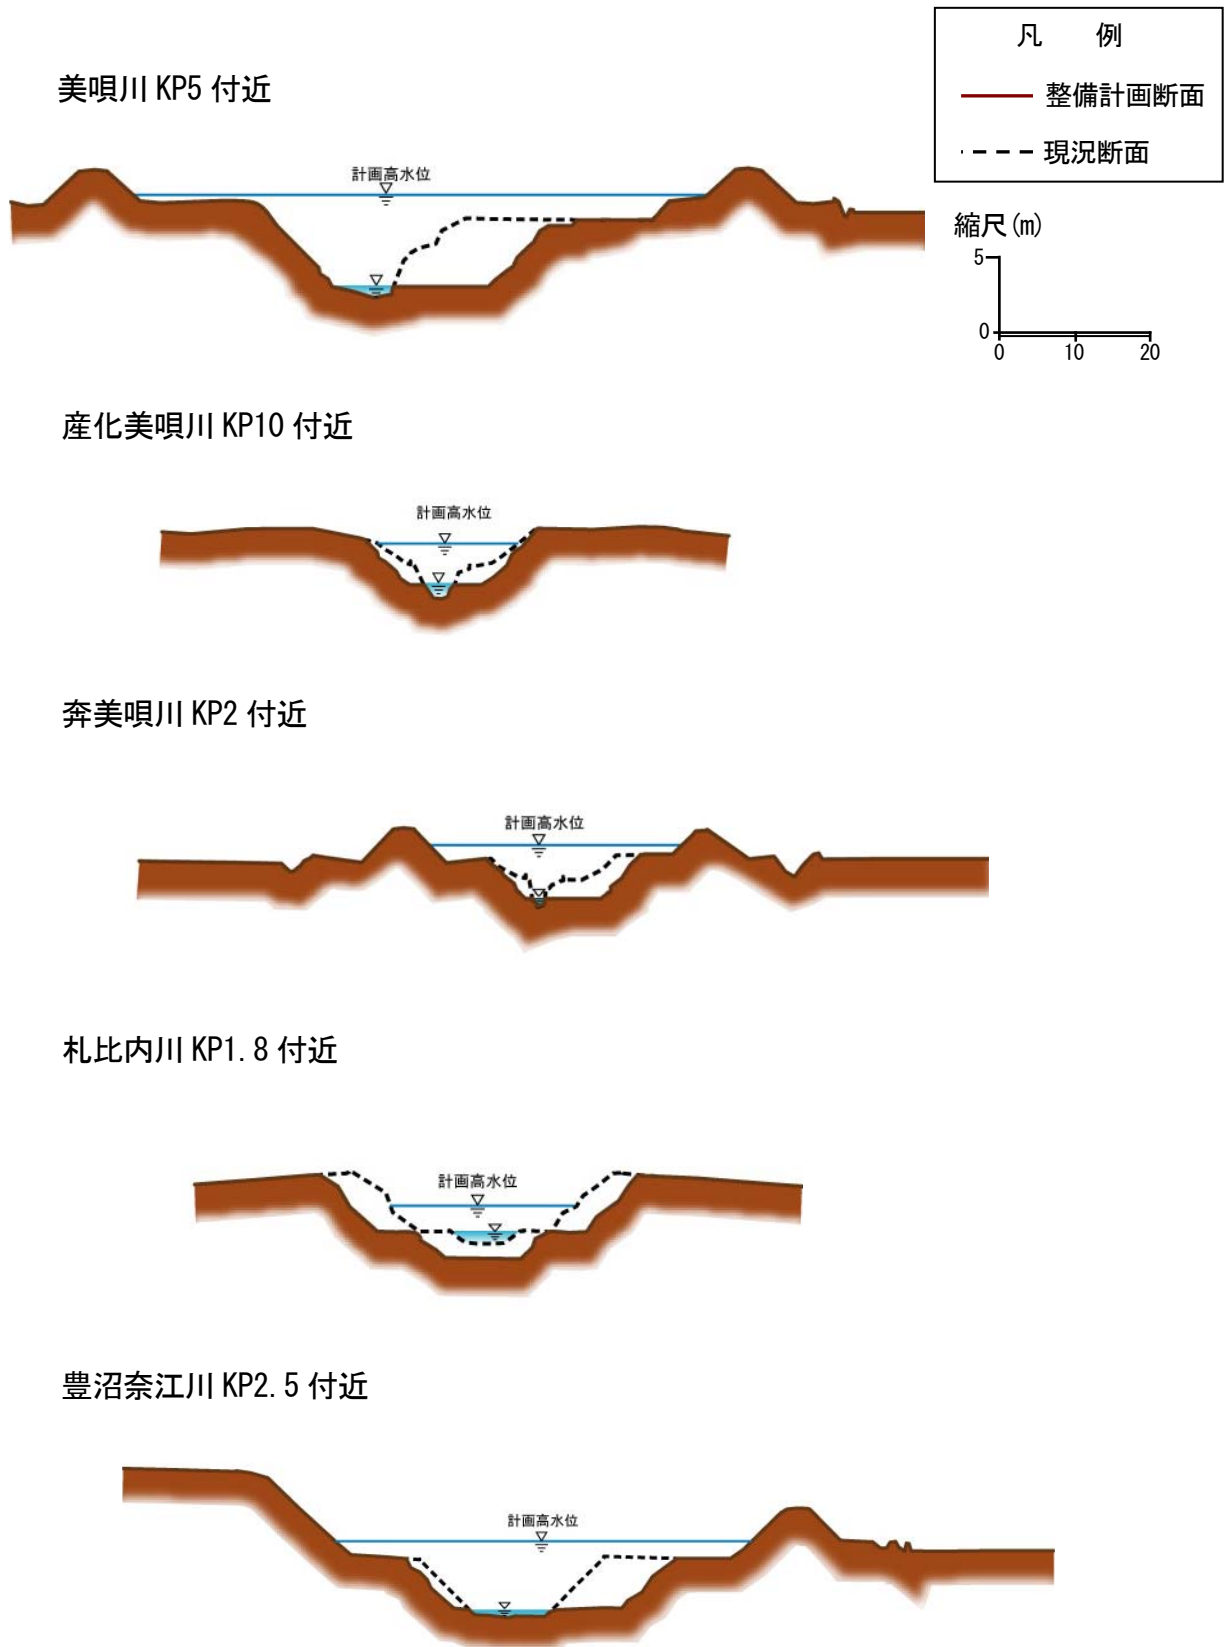 凡 例
整備計画断面
現況断面
縮尺(m)
5
0
0 10 20
美唄川 KP5 付近
計画高水位
産化美唄川 KP10 付近
計画高水位
奔美唄川 KP2 付近
計画高水位
札比内川 KP1.8 付近
計画高水位
豊沼奈江川 KP2.5 付近
計画高水位